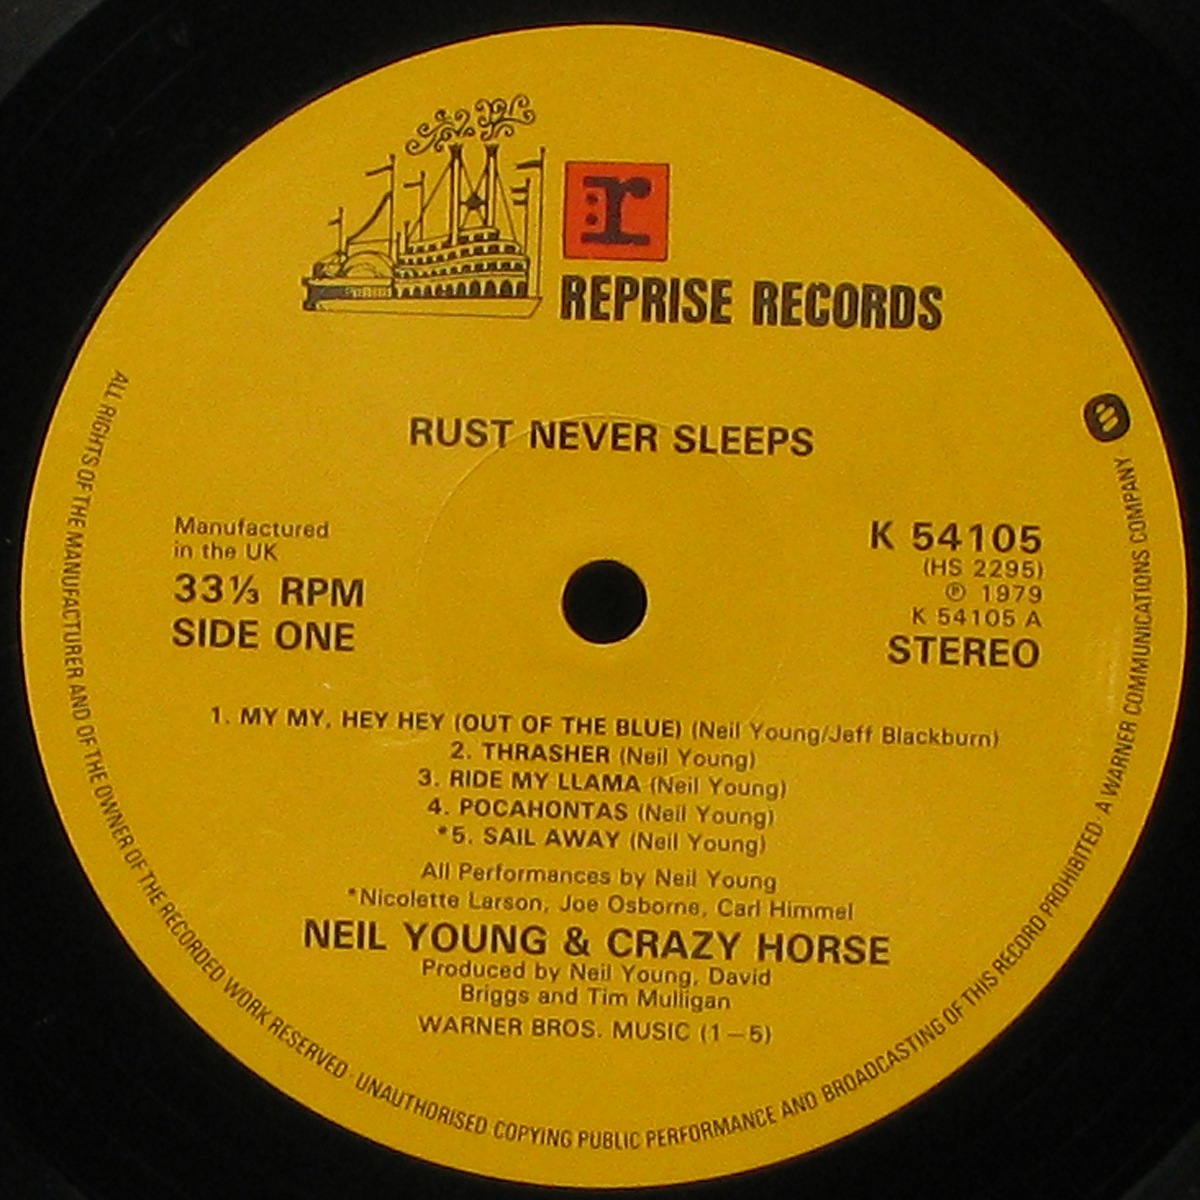 r
REPRISE RECORDS
RUST NEVER SLEEPS
Manufactured
in the UK
33⅓ RPM
SIDE ONE
K 54105
(HS 2295)
℗ 1979
K 54105 A
STEREO
1. MY MY, HEY HEY (OUT OF THE BLUE) (Neil Young/Jeff Blackburn)
2. THRASHER (Neil Young)
3. RIDE MY LLAMA (Neil Young)
4. POCAHONTAS (Neil Young)
*5. SAIL AWAY (Neil Young)
All Performances by Neil Young
*Nicolette Larson, Joe Osborne, Carl Himmel
NEIL YOUNG & CRAZY HORSE
Produced by Neil Young, David
Briggs and Tim Mulligan
WARNER BROS. MUSIC (1–5)
ALL RIGHTS OF THE MANUFACTURER AND OF THE OWNER OF THE RECORDED WORK RESERVED · UNAUTHORISED COPYING PUBLIC PERFORMANCE AND BROADCASTING OF THIS RECORD PROHIBITED · A WARNER COMMUNICATIONS COMPANY